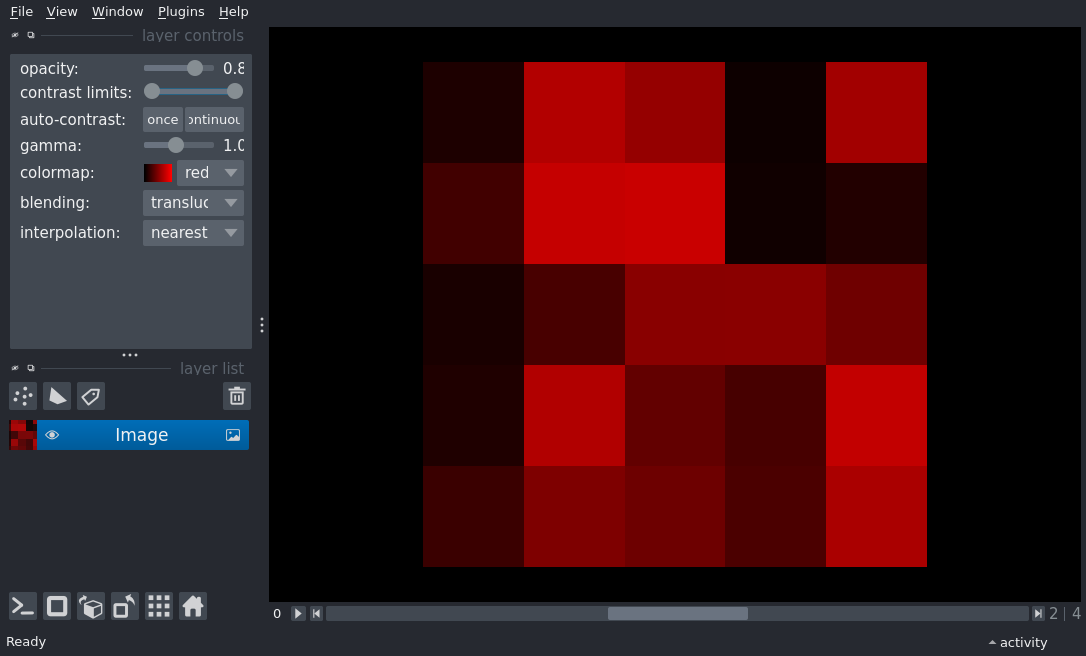 File View Window Plugins Help
layer controls
opacity: 0.8
contrast limits:
auto-contrast: once ontinuou
gamma: 1.0
colormap: red
blending: transluc
interpolation: nearest
layer list
Image
0 2 | 4
Ready activity